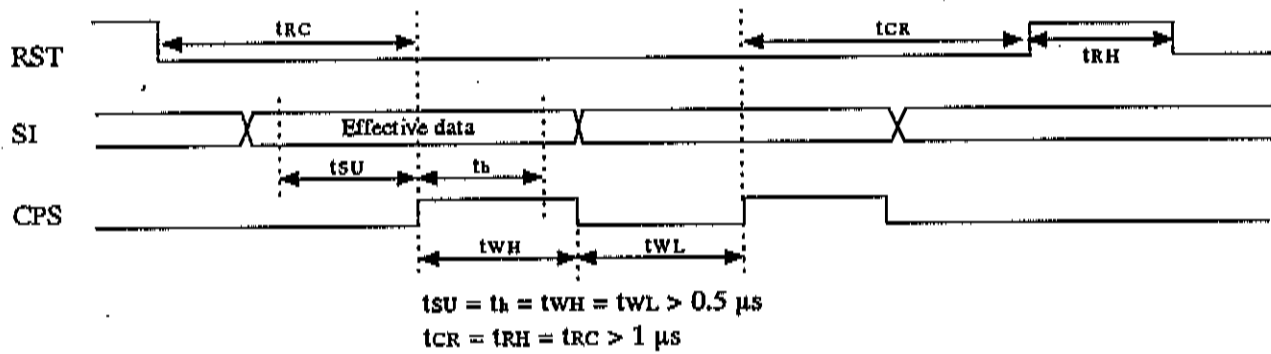 tRC
tCR
RST
tRH
SI
Effective data
tSU
th
CPS
tWH
tWL
tSU = th = tWH = tWL > 0.5 µs
tCR = tRH = tRC > 1 µs